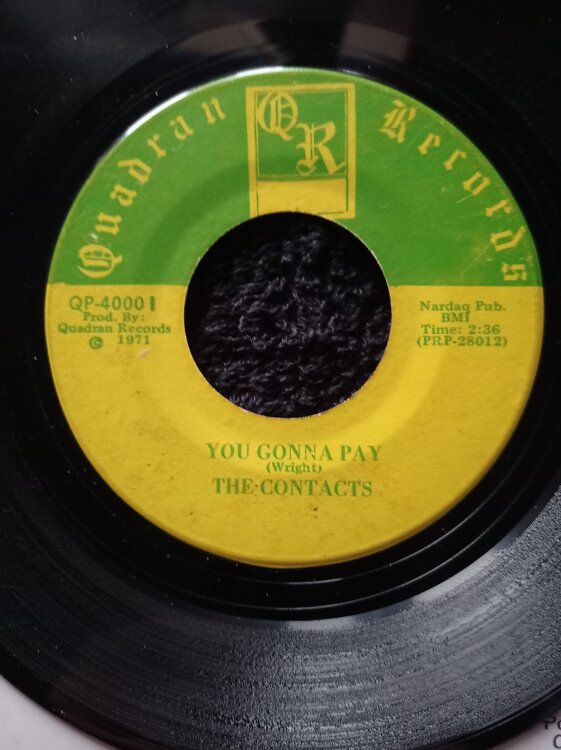 Quadran Records
QR
QP-40001
Prod. By:
Quadran Records
© 1971
Nardaq Pub.
BMI
Time: 2:36
(PRP-28012)
YOU GONNA PAY
(Wright)
THE CONTACTS